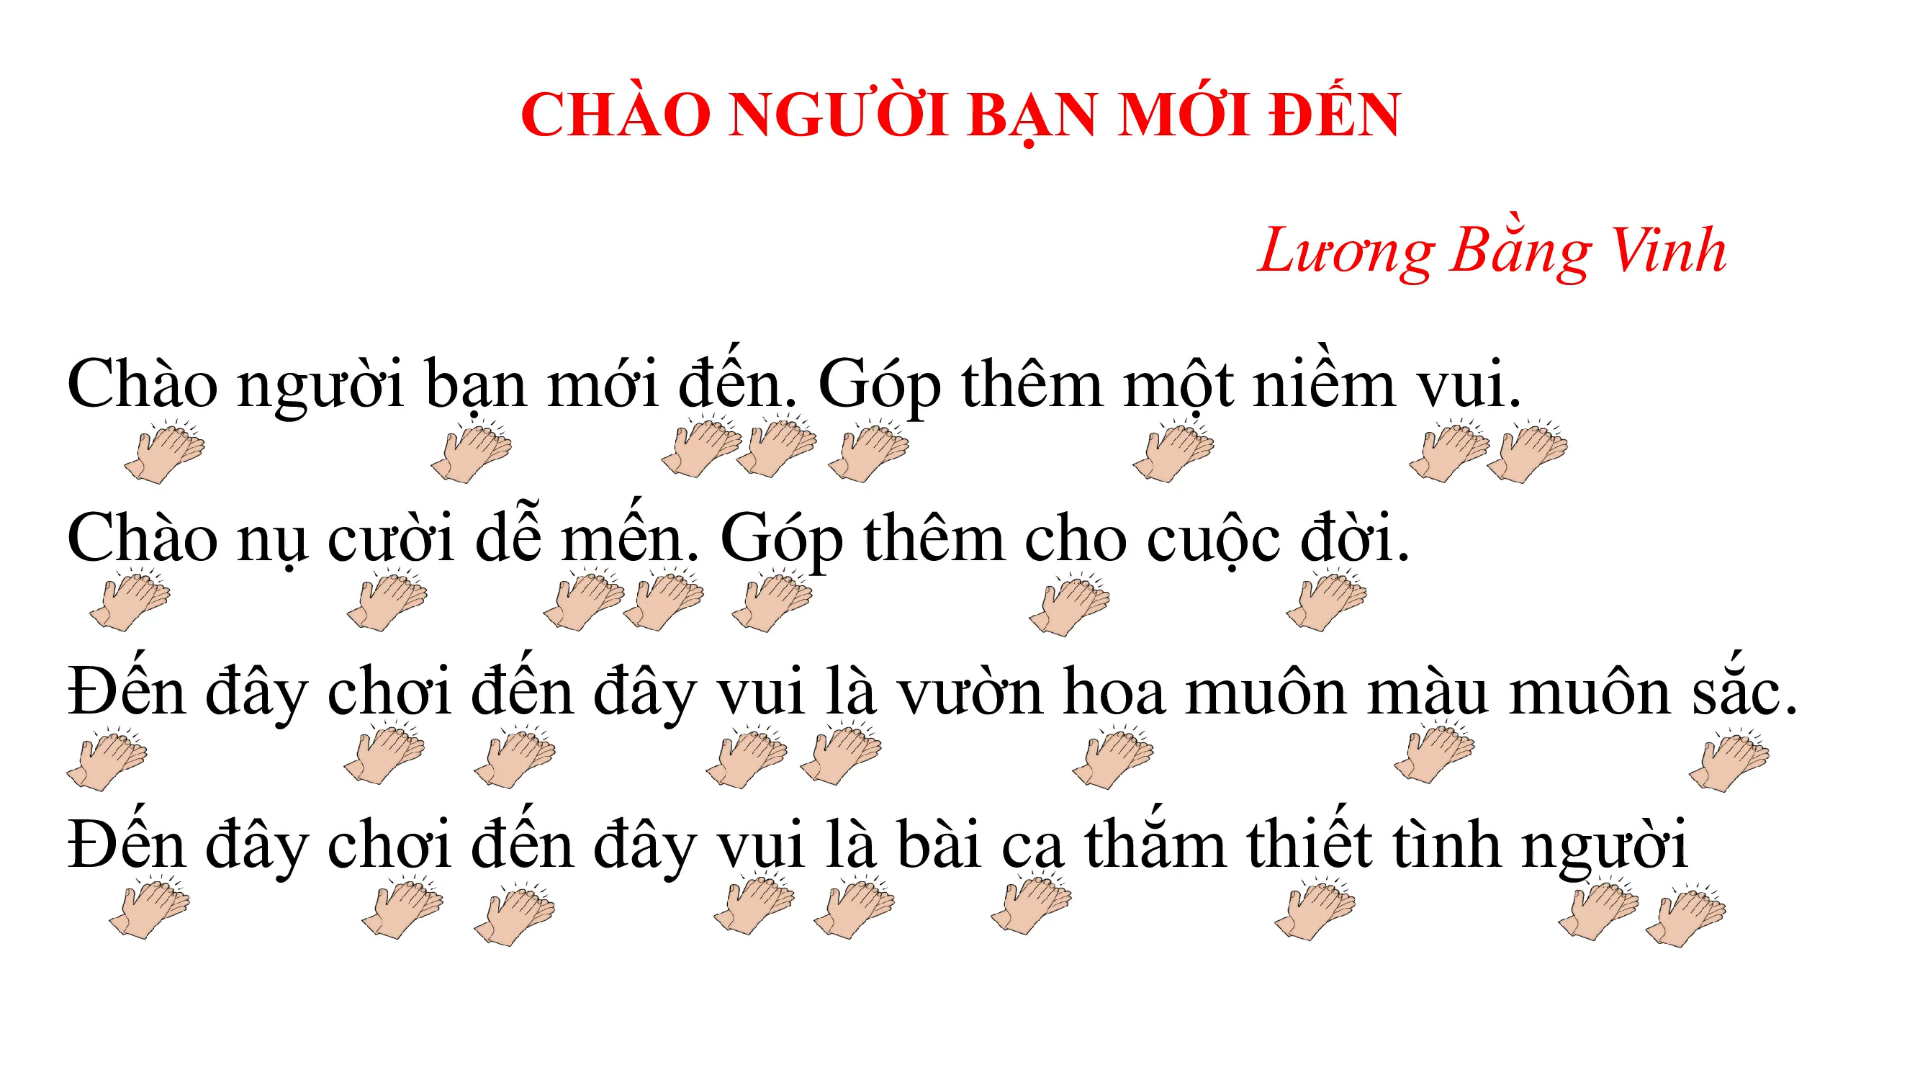 CHÀO NGƯỜI BẠN MỚI ĐẾN
Lương Bằng Vinh
Chào người bạn mới đến. Góp thêm một niềm vui.
Chào nụ cười dễ mến. Góp thêm cho cuộc đời.
Đến đây chơi đến đây vui là vườn hoa muôn màu muôn sắc.
Đến đây chơi đến đây vui là bài ca thắm thiết tình người